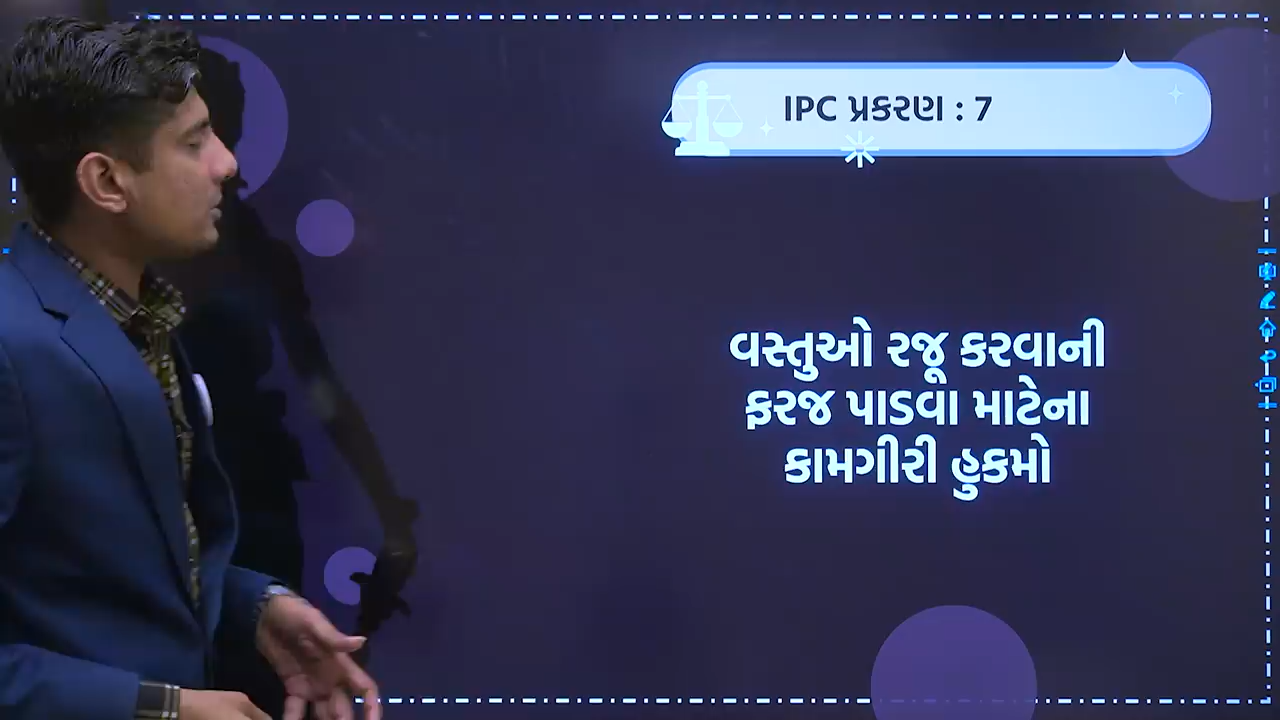 IPC પ્રકરણ : 7
વસ્તુઓ રજૂ કરવાની
ફરજ પાડવા માટેના
કામગીરી હુકમો